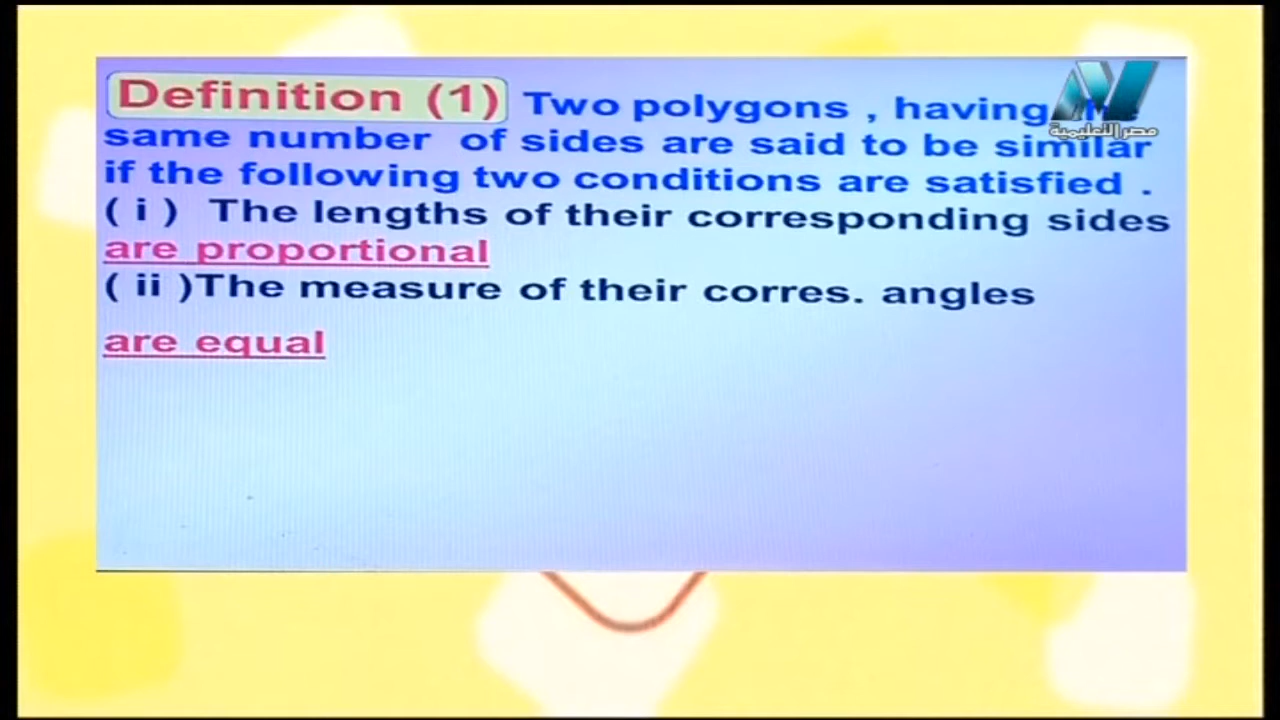 Definition (1) Two polygons , having
same number of sides are said to be similar
if the following two conditions are satisfied .
( i ) The lengths of their corresponding sides
are proportional
( ii )The measure of their corres. angles
are equal
مصر التعليمية